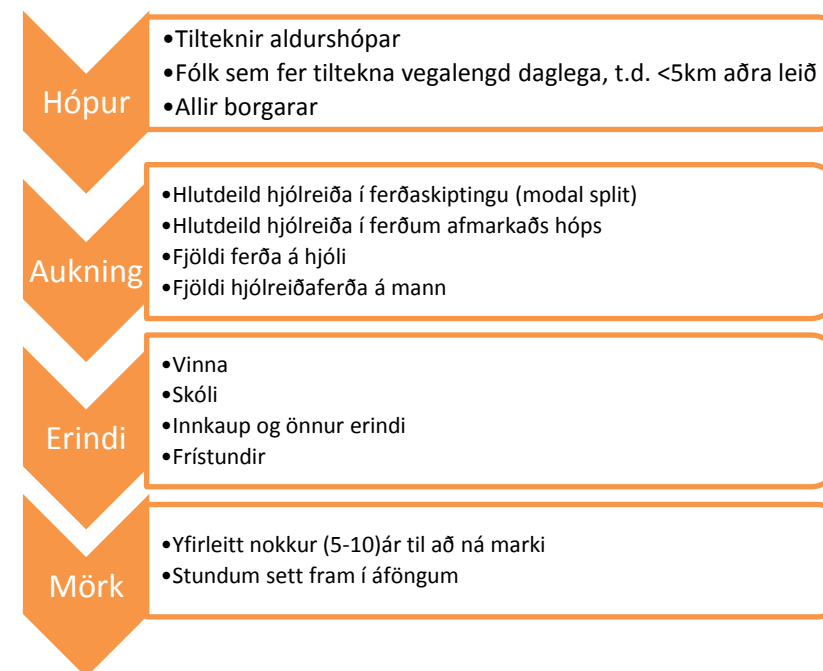 Hópur
•Tilteknir aldurshópar
•Fólk sem fer tiltekna vegalengd daglega, t.d. <5km aðra leið
•Allir borgarar
Aukning
•Hlutdeild hjólreiða í ferðaskiptingu (modal split)
•Hlutdeild hjólreiða í ferðum afmarkaðs hóps
•Fjöldi ferða á hjóli
•Fjöldi hjólreiðaferða á mann
Erindi
•Vinna
•Skóli
•Innkaup og önnur erindi
•Frístundir
Mörk
•Yfirleitt nokkur (5-10)ár til að ná marki
•Stundum sett fram í áföngum